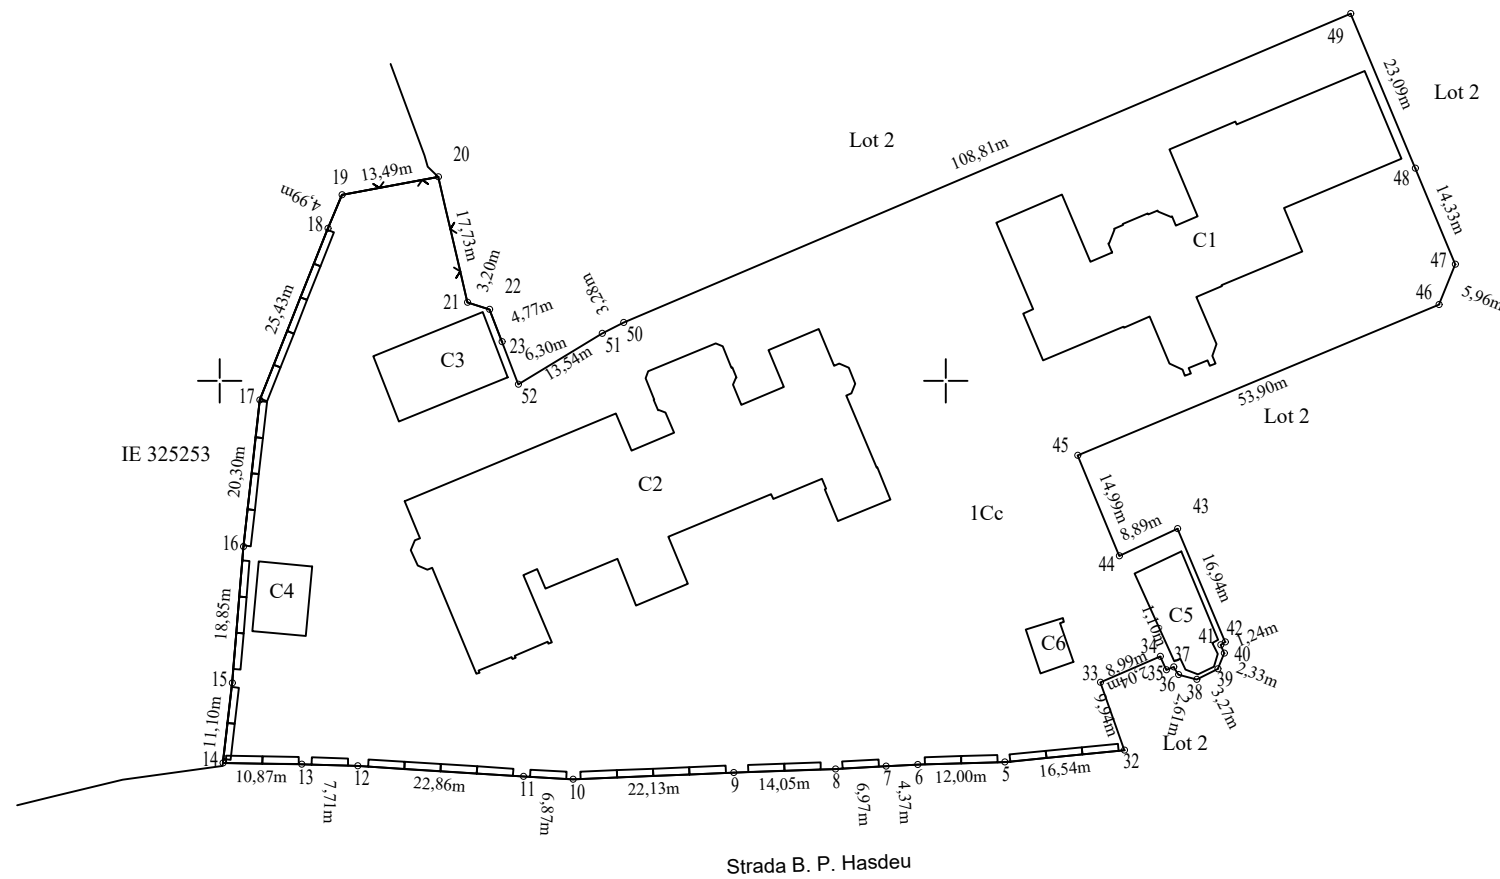 49
23,09m
Lot 2
Lot 2
108,81m
20
19
13,49m
4,99m
18
48
14,33m
17,73m
C1
3,20m
22
21
4,77m
3,28m
47
46
5,96m
25,43m
C3
23
6,30m
13,54m
51
50
52
17
53,90m
Lot 2
IE 325253
20,30m
45
C2
14,99m
1Cc
8,89m
43
44
16
16,94m
C4
18,85m
C5
1,10m
C6
41
42
1,24m
40
34
37
8,99m
2,04m
35
36
38
39
2,33m
33
3,27m
2,61m
15
9,94m
Lot 2
11,10m
14
10,87m
13
7,71m
12
22,86m
11
6,87m
10
22,13m
9
14,05m
8
6,97m
7
4,37m
6
12,00m
5
16,54m
32
Strada B. P. Hasdeu